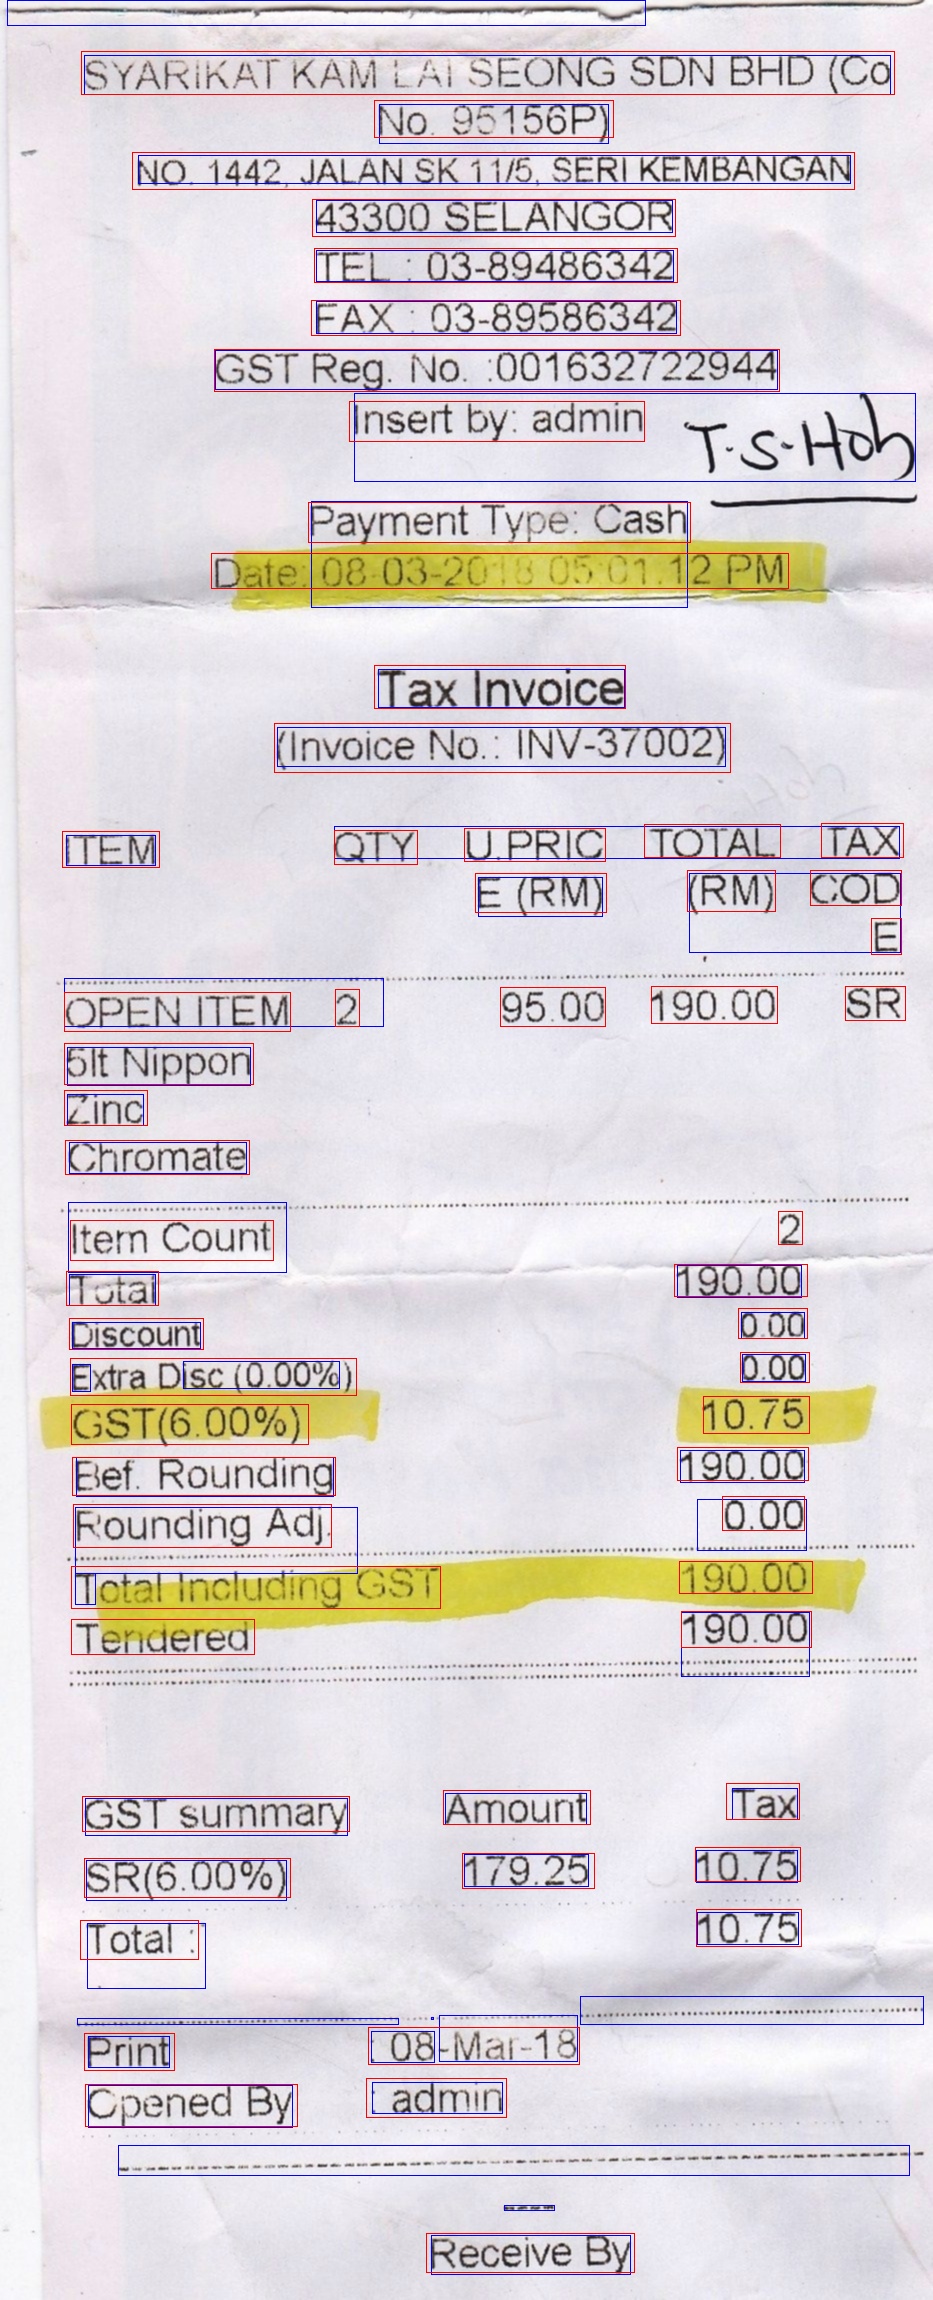 SYARIKAT KAM LAI SEONG SDN BHD (Co
No. 95156P)
NO. 1442, JALAN SK 11/5, SERI KEMBANGAN
43300 SELANGOR
TEL : 03-89486342
FAX : 03-89586342
GST Reg. No. :001632722944
Insert by: admin
T.S.Hoh
Payment Type: Cash
Date: 08-03-2018 05:01:12 PM
Tax Invoice
(Invoice No.: INV-37002)
ITEM QTY U.PRIC TOTAL TAX
E (RM) (RM) COD
E
OPEN ITEM 2 95.00 190.00 SR
5lt Nippon
Zinc
Chromate
Item Count 2
Total 190.00
Discount 0.00
Extra Disc (0.00%) 0.00
GST(6.00%) 10.75
Bef. Rounding 190.00
Rounding Adj. 0.00
Total Including GST 190.00
Tendered 190.00
GST summary Amount Tax
SR(6.00%) 179.25 10.75
Total : 10.75
Print : 08-Mar-18
Opened By : admin
Receive By